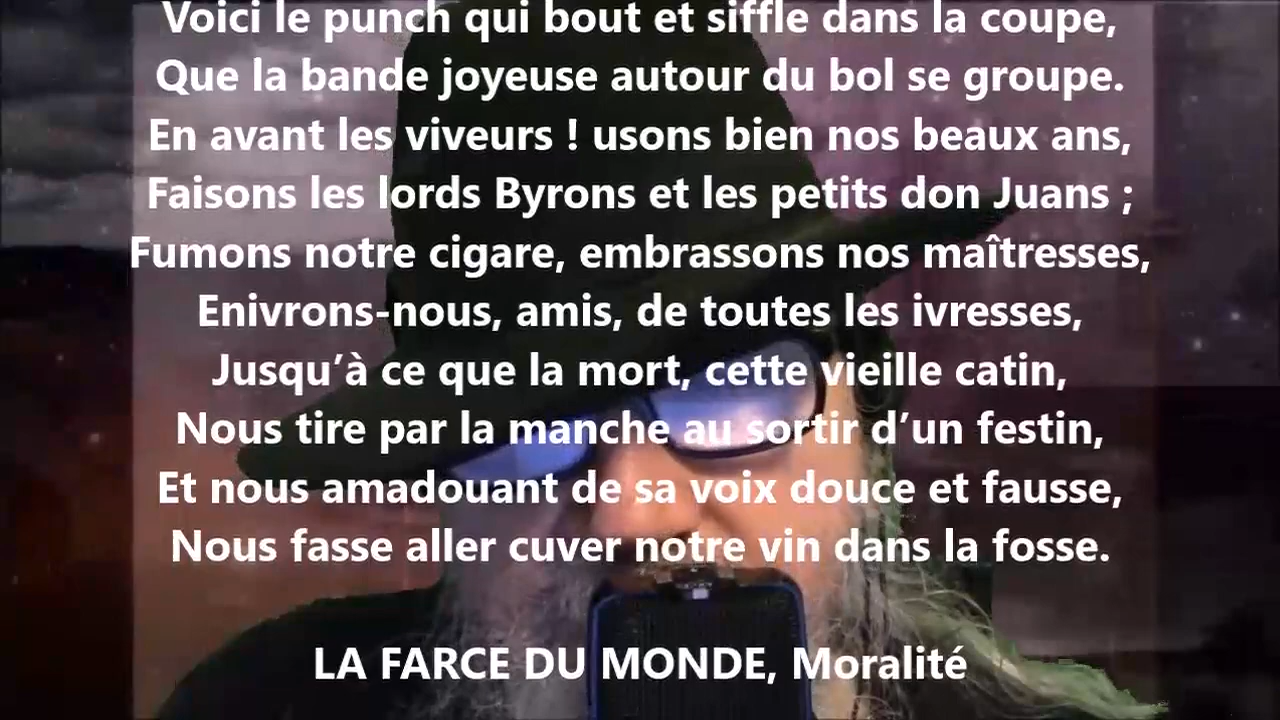 Voici le punch qui bout et siffle dans la coupe,
Que la bande joyeuse autour du bol se groupe.
En avant les viveurs ! usons bien nos beaux ans,
Faisons les lords Byrons et les petits don Juans ;
Fumons notre cigare, embrassons nos maîtresses,
Enivrons-nous, amis, de toutes les ivresses,
Jusqu’à ce que la mort, cette vieille catin,
Nous tire par la manche au sortir d’un festin,
Et nous amadouant de sa voix douce et fausse,
Nous fasse aller cuver notre vin dans la fosse.
LA FARCE DU MONDE, Moralité